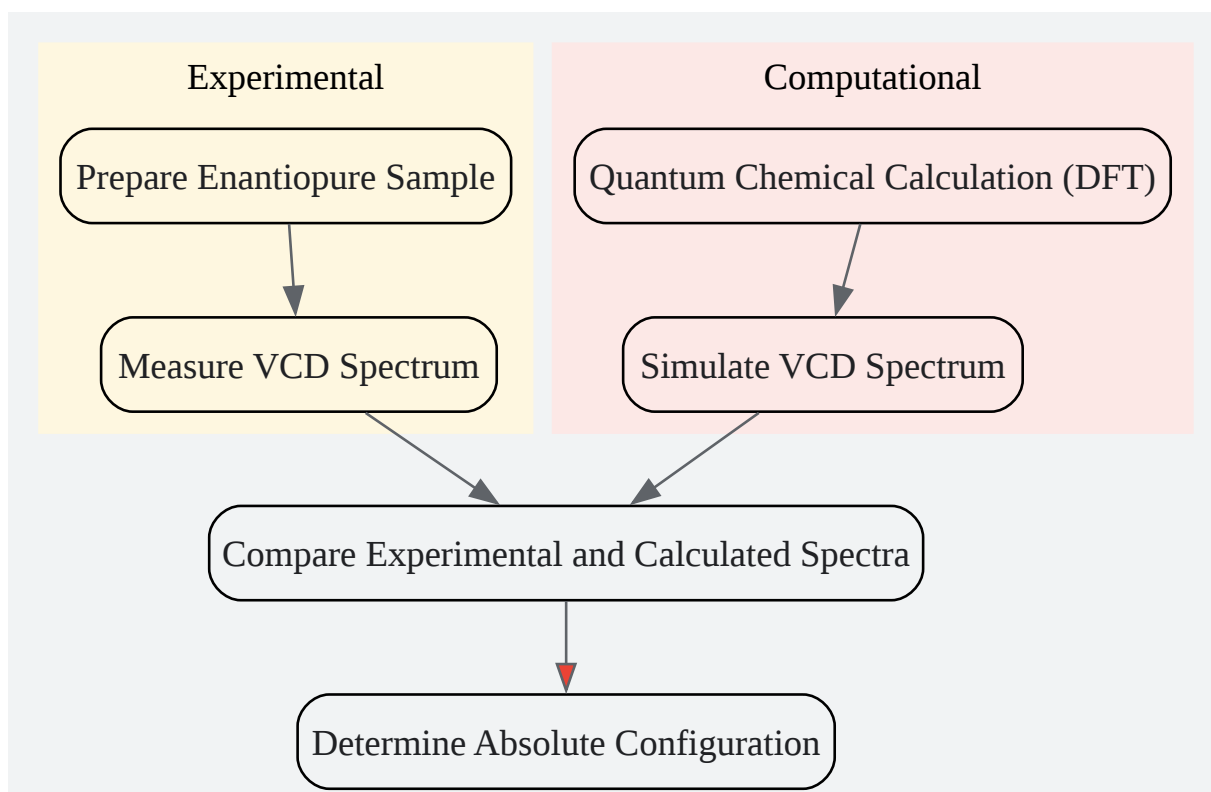 Experimental
Computational
Prepare Enantiopure Sample
Quantum Chemical Calculation (DFT)
Measure VCD Spectrum
Simulate VCD Spectrum
Compare Experimental and Calculated Spectra
Determine Absolute Configuration